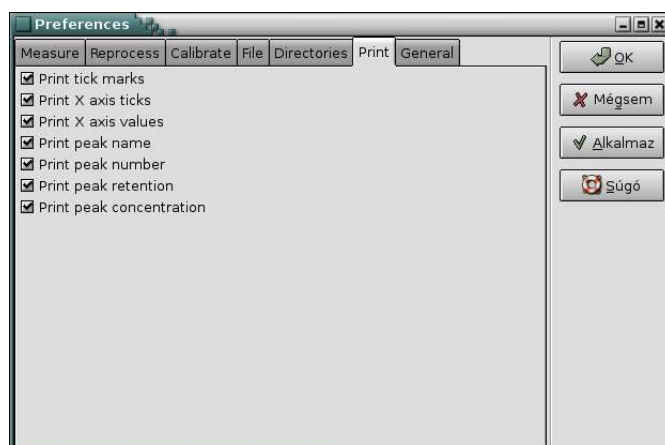 Preferences
Measure Reprocess Calibrate File Directories Print General
Print tick marks
Print X axis ticks
Print X axis values
Print peak name
Print peak number
Print peak retention
Print peak concentration
OK
Mégsem
Alkalmaz
Súgó